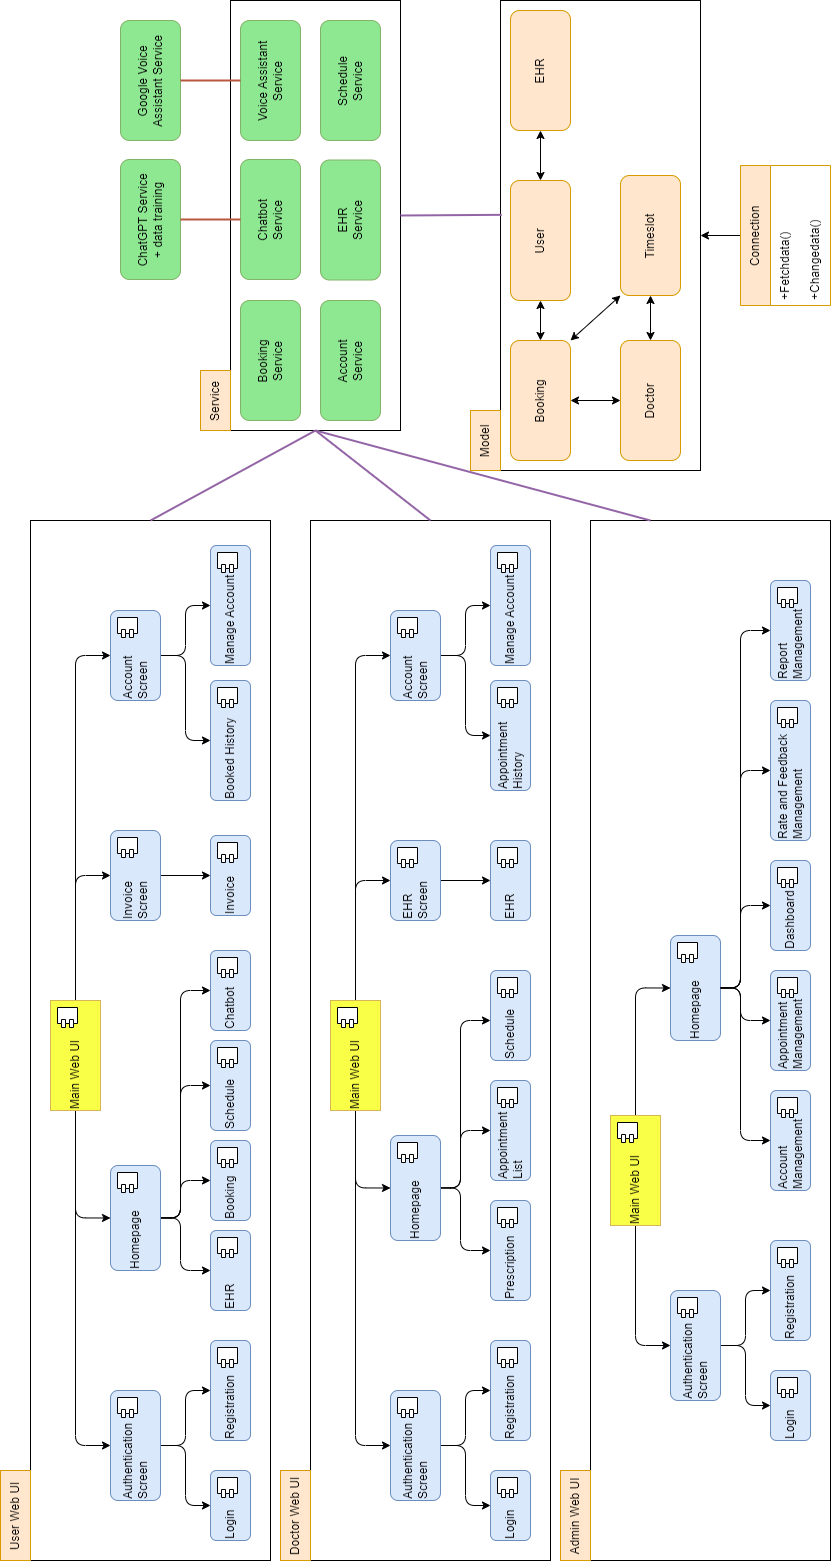 User Web UI
Main Web UI
Authentication
Screen
Homepage
Invoice
Screen
Account
Screen
Login
Registration
EHR
Booking
Schedule
Chatbot
Invoice
Booked History
Manage Account
Doctor Web UI
Main Web UI
Authentication
Screen
Homepage
EHR
Screen
Account
Screen
Login
Registration
Prescription
Appointment
List
Schedule
EHR
Appointment
History
Manage Account
Admin Web UI
Main Web UI
Authentication
Screen
Homepage
Login
Registration
Account
Management
Appointment
Management
Dashboard
Rate and Feedback
Management
Report
Management
ChatGPT Service
+ data training
Google Voice
Assistant Service
Service
Booking
Service
Chatbot
Service
Voice Assistant
Service
Account
Service
EHR
Service
Schedule
Service
Model
Booking
User
EHR
Doctor
Timeslot
Connection
+Fetchdata()
+Changedata()